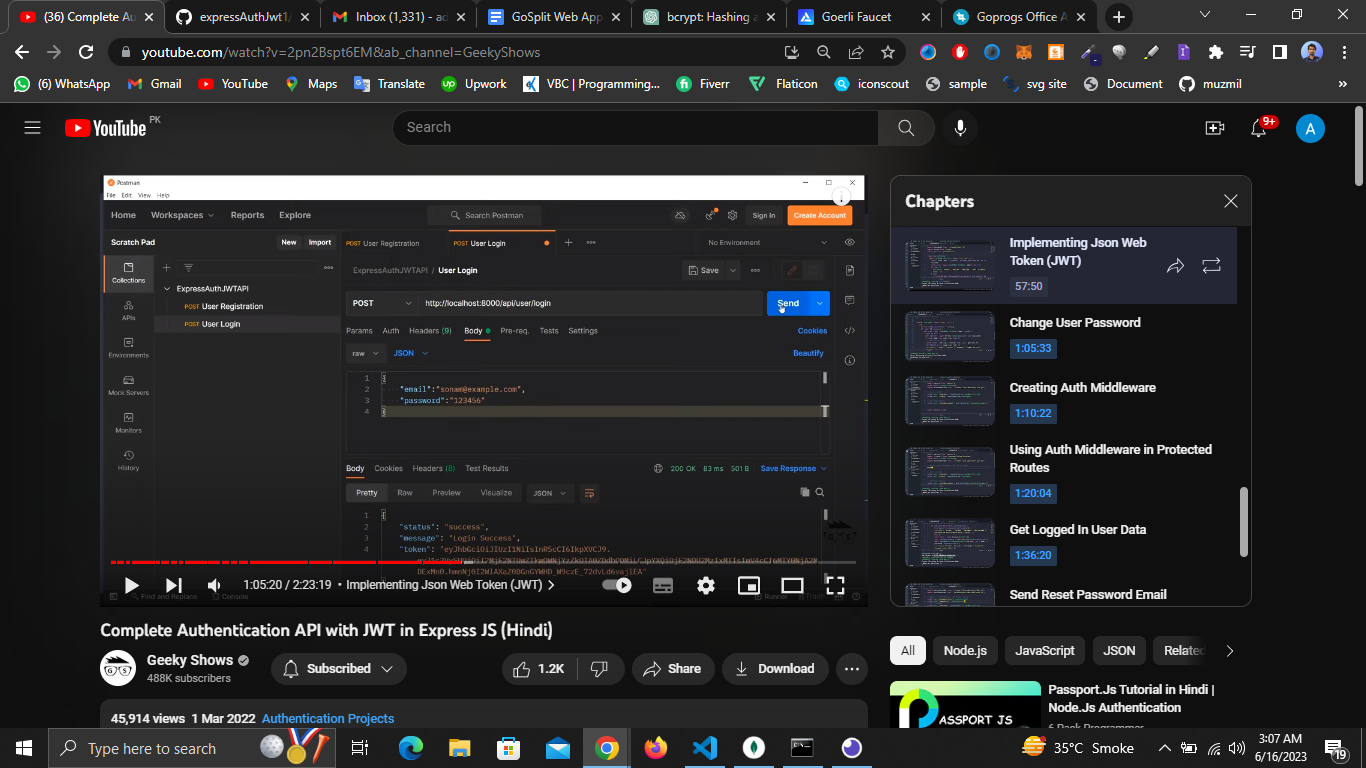 (36) Complete Au
expressAuthJwt1/
Inbox (1,331) - ad
GoSplit Web App
bcrypt: Hashing a
Goerli Faucet
Goprogs Office A
youtube.com/watch?v=2pn2Bspt6EM&ab_channel=GeekyShows
(6) WhatsApp Gmail YouTube Maps Translate Upwork VBC | Programming... Fiverr Flaticon iconscout sample svg site Document muzmil »
YouTube PK
Search
9+
A
Postman
File Edit View Help
Home Workspaces Reports Explore Search Postman Sign In Create Account
Scratch Pad New Import POST User Registration POST User Login No Environment
Collections
APIs
Environments
Mock Servers
Monitors
History
ExpressAuthJWTAPI
POST User Registration
POST User Login
ExpressAuthJWTAPI / User Login Save
POST http://localhost:8000/api/user/login Send
Params Auth Headers (9) Body Pre-req. Tests Settings Cookies
raw JSON Beautify
1 {
2 "email":"sonam@example.com",
3 "password":"123456"
4 }
Body Cookies Headers (8) Test Results 200 OK 83 ms 501 B Save Response
Pretty Raw Preview Visualize JSON
1 {
2 "status": "success",
3 "message": "Login Success",
4 "token":
Find and Replace Console
1:05:20 / 2:23:19 • Implementing Json Web Token (JWT)
Chapters
Implementing Json Web
Token (JWT)
57:50
Change User Password
1:05:33
Creating Auth Middleware
1:10:22
Using Auth Middleware in Protected
Routes
1:20:04
Get Logged In User Data
1:36:20
Send Reset Password Email
Complete Authentication API with JWT in Express JS (Hindi)
Geeky Shows
488K subscribers
Subscribed
1.2K
Share
Download
45,914 views 1 Mar 2022 Authentication Projects
All Node.js JavaScript JSON Related
Passport.Js Tutorial in Hindi |
Node.Js Authentication
ASSPORT JS
6 Pack Programmer
Type here to search
35°C Smoke
3:07 AM
6/16/2023
19